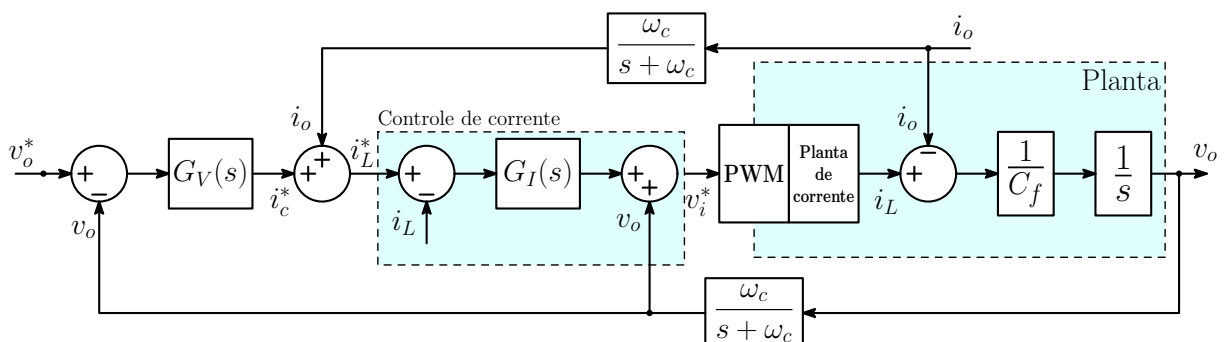 ω_c
s + ω_c
i_o
Planta
i_o
Controle de corrente
i_o
v_o^*
+
−
G_V(s)
i_c^*
+
+
i_L^*
+
−
G_I(s)
+
+
v_i^*
PWM
Planta
de
corrente
i_L
−
+
1
C_f
1
s
v_o
v_o
i_L
v_o
ω_c
s + ω_c